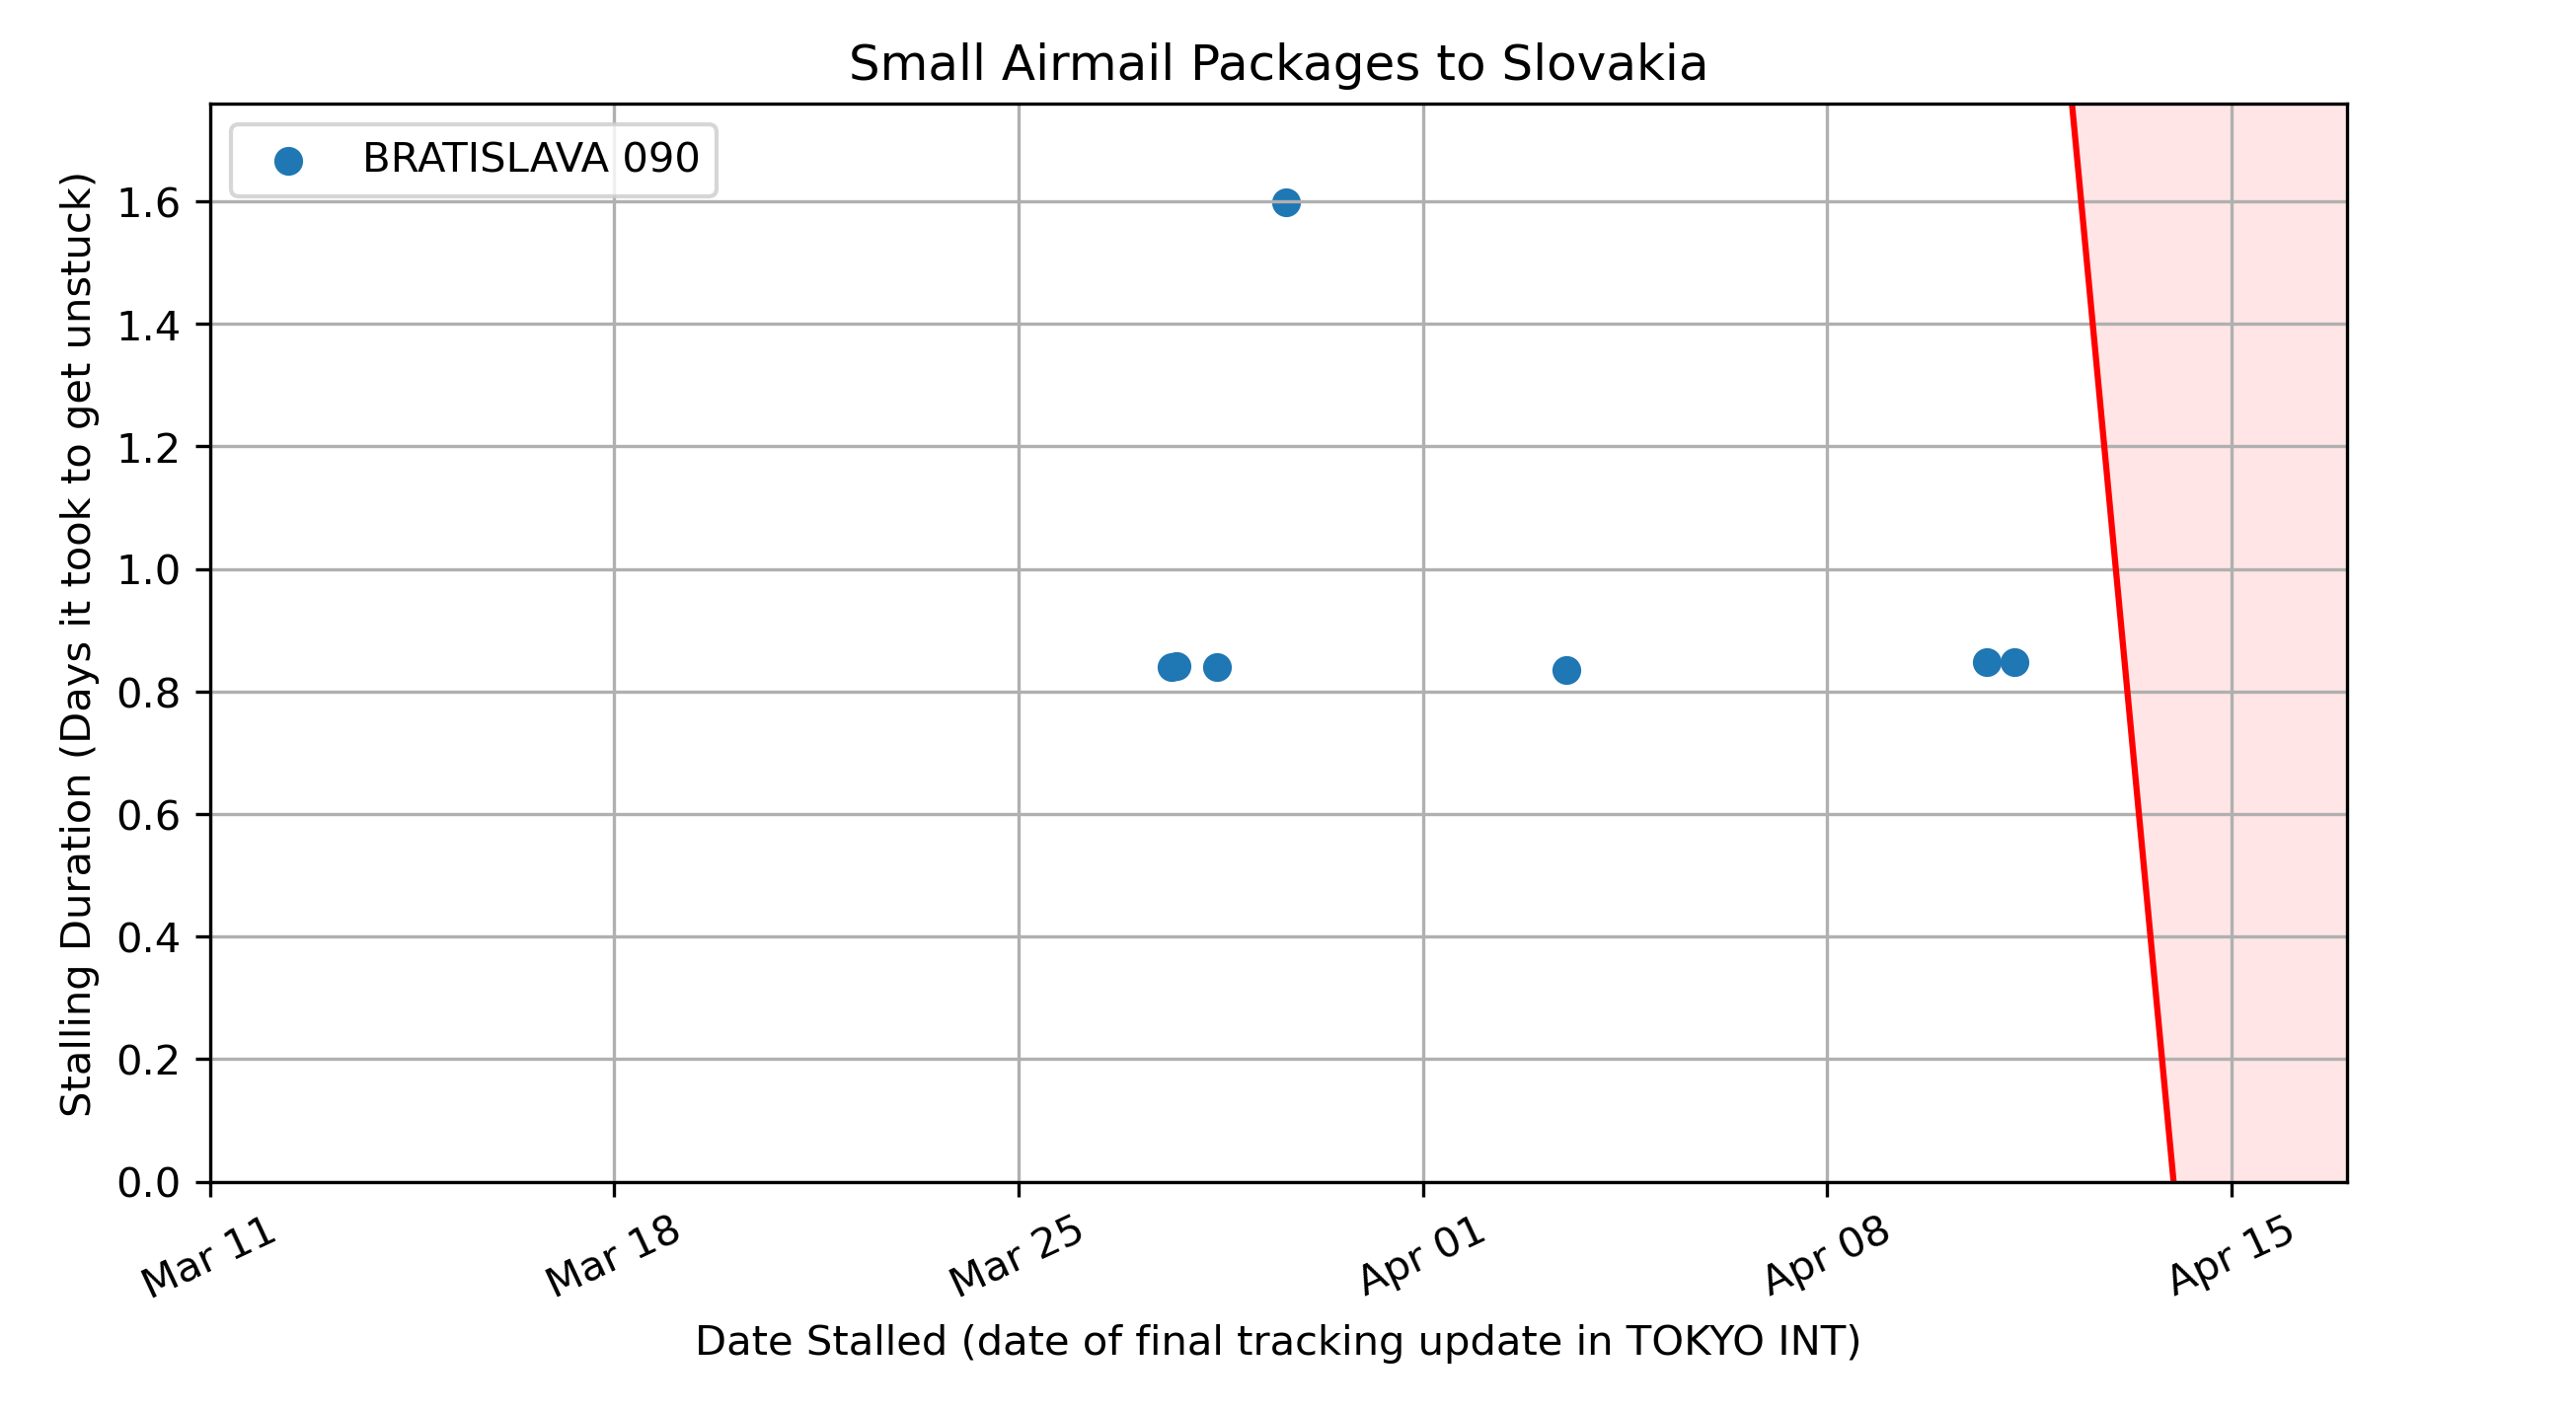 Small Airmail Packages to Slovakia
BRATISLAVA 090
Stalling Duration (Days it took to get unstuck)
1.6
1.4
1.2
1.0
0.8
0.6
0.4
0.2
0.0
Mar 11
Mar 18
Mar 25
Apr 01
Apr 08
Apr 15
Date Stalled (date of final tracking update in TOKYO INT)